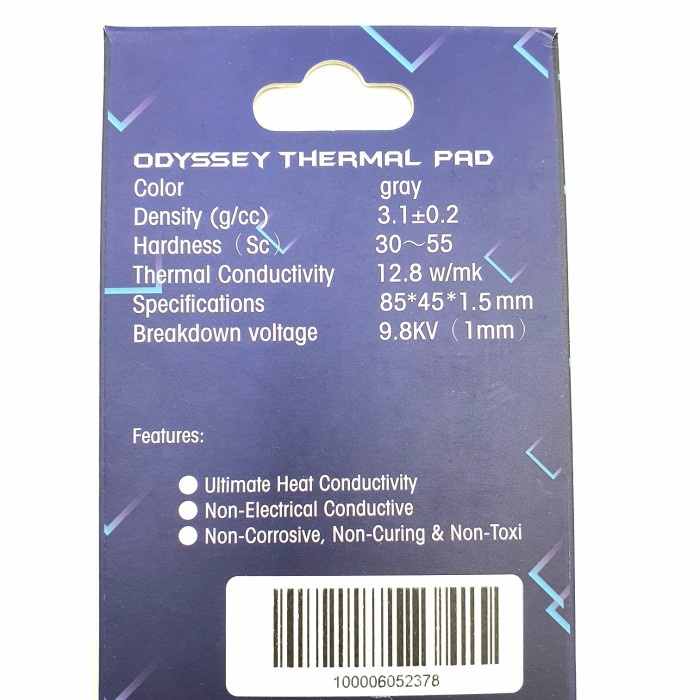 ODYSSEY THERMAL PAD
Color gray
Density (g/cc) 3.1±0.2
Hardness（Sc） 30～55
Thermal Conductivity 12.8 w/mk
Specifications 85*45*1.5mm
Breakdown voltage 9.8KV（1mm）
Features:
Ultimate Heat Conductivity
Non-Electrical Conductive
Non-Corrosive, Non-Curing & Non-Toxi
100006052378